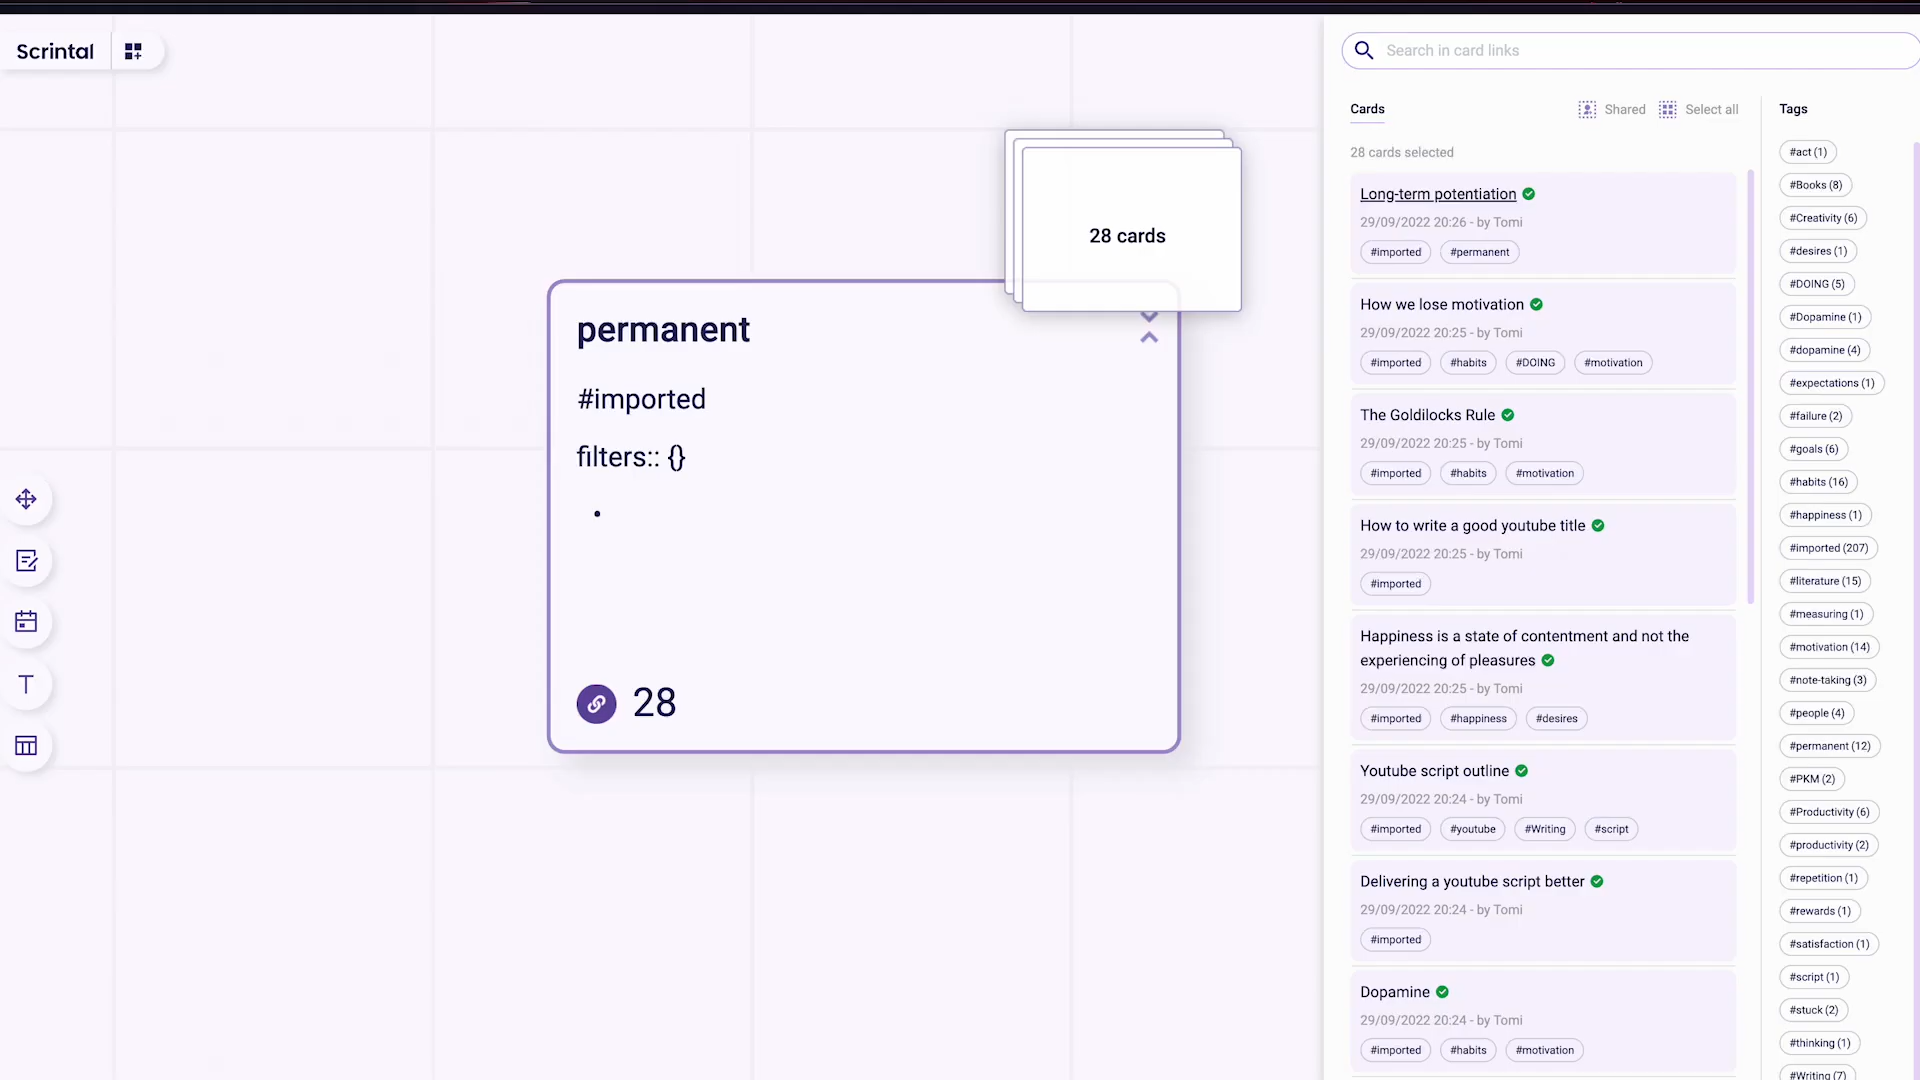 Scrintal
28 cards
permanent
#imported
filters:: {}
28
Search in card links
Cards
Shared
Select all
28 cards selected
Long-term potentiation
29/09/2022 20:26 - by Tomi
#imported #permanent
How we lose motivation
29/09/2022 20:25 - by Tomi
#imported #habits #DOING #motivation
The Goldilocks Rule
29/09/2022 20:25 - by Tomi
#imported #habits #motivation
How to write a good youtube title
29/09/2022 20:25 - by Tomi
#imported
Happiness is a state of contentment and not the
experiencing of pleasures
29/09/2022 20:25 - by Tomi
#imported #happiness #desires
Youtube script outline
29/09/2022 20:24 - by Tomi
#imported #youtube #Writing #script
Delivering a youtube script better
29/09/2022 20:24 - by Tomi
#imported
Dopamine
29/09/2022 20:24 - by Tomi
#imported #habits #motivation
Tags
#act (1)
#Books (8)
#Creativity (6)
#desires (1)
#DOING (5)
#Dopamine (1)
#dopamine (4)
#expectations (1)
#failure (2)
#goals (6)
#habits (16)
#happiness (1)
#imported (207)
#literature (15)
#measuring (1)
#motivation (14)
#note-taking (3)
#people (4)
#permanent (12)
#PKM (2)
#Productivity (6)
#productivity (2)
#repetition (1)
#rewards (1)
#satisfaction (1)
#script (1)
#stuck (2)
#thinking (1)
#Writing (7)